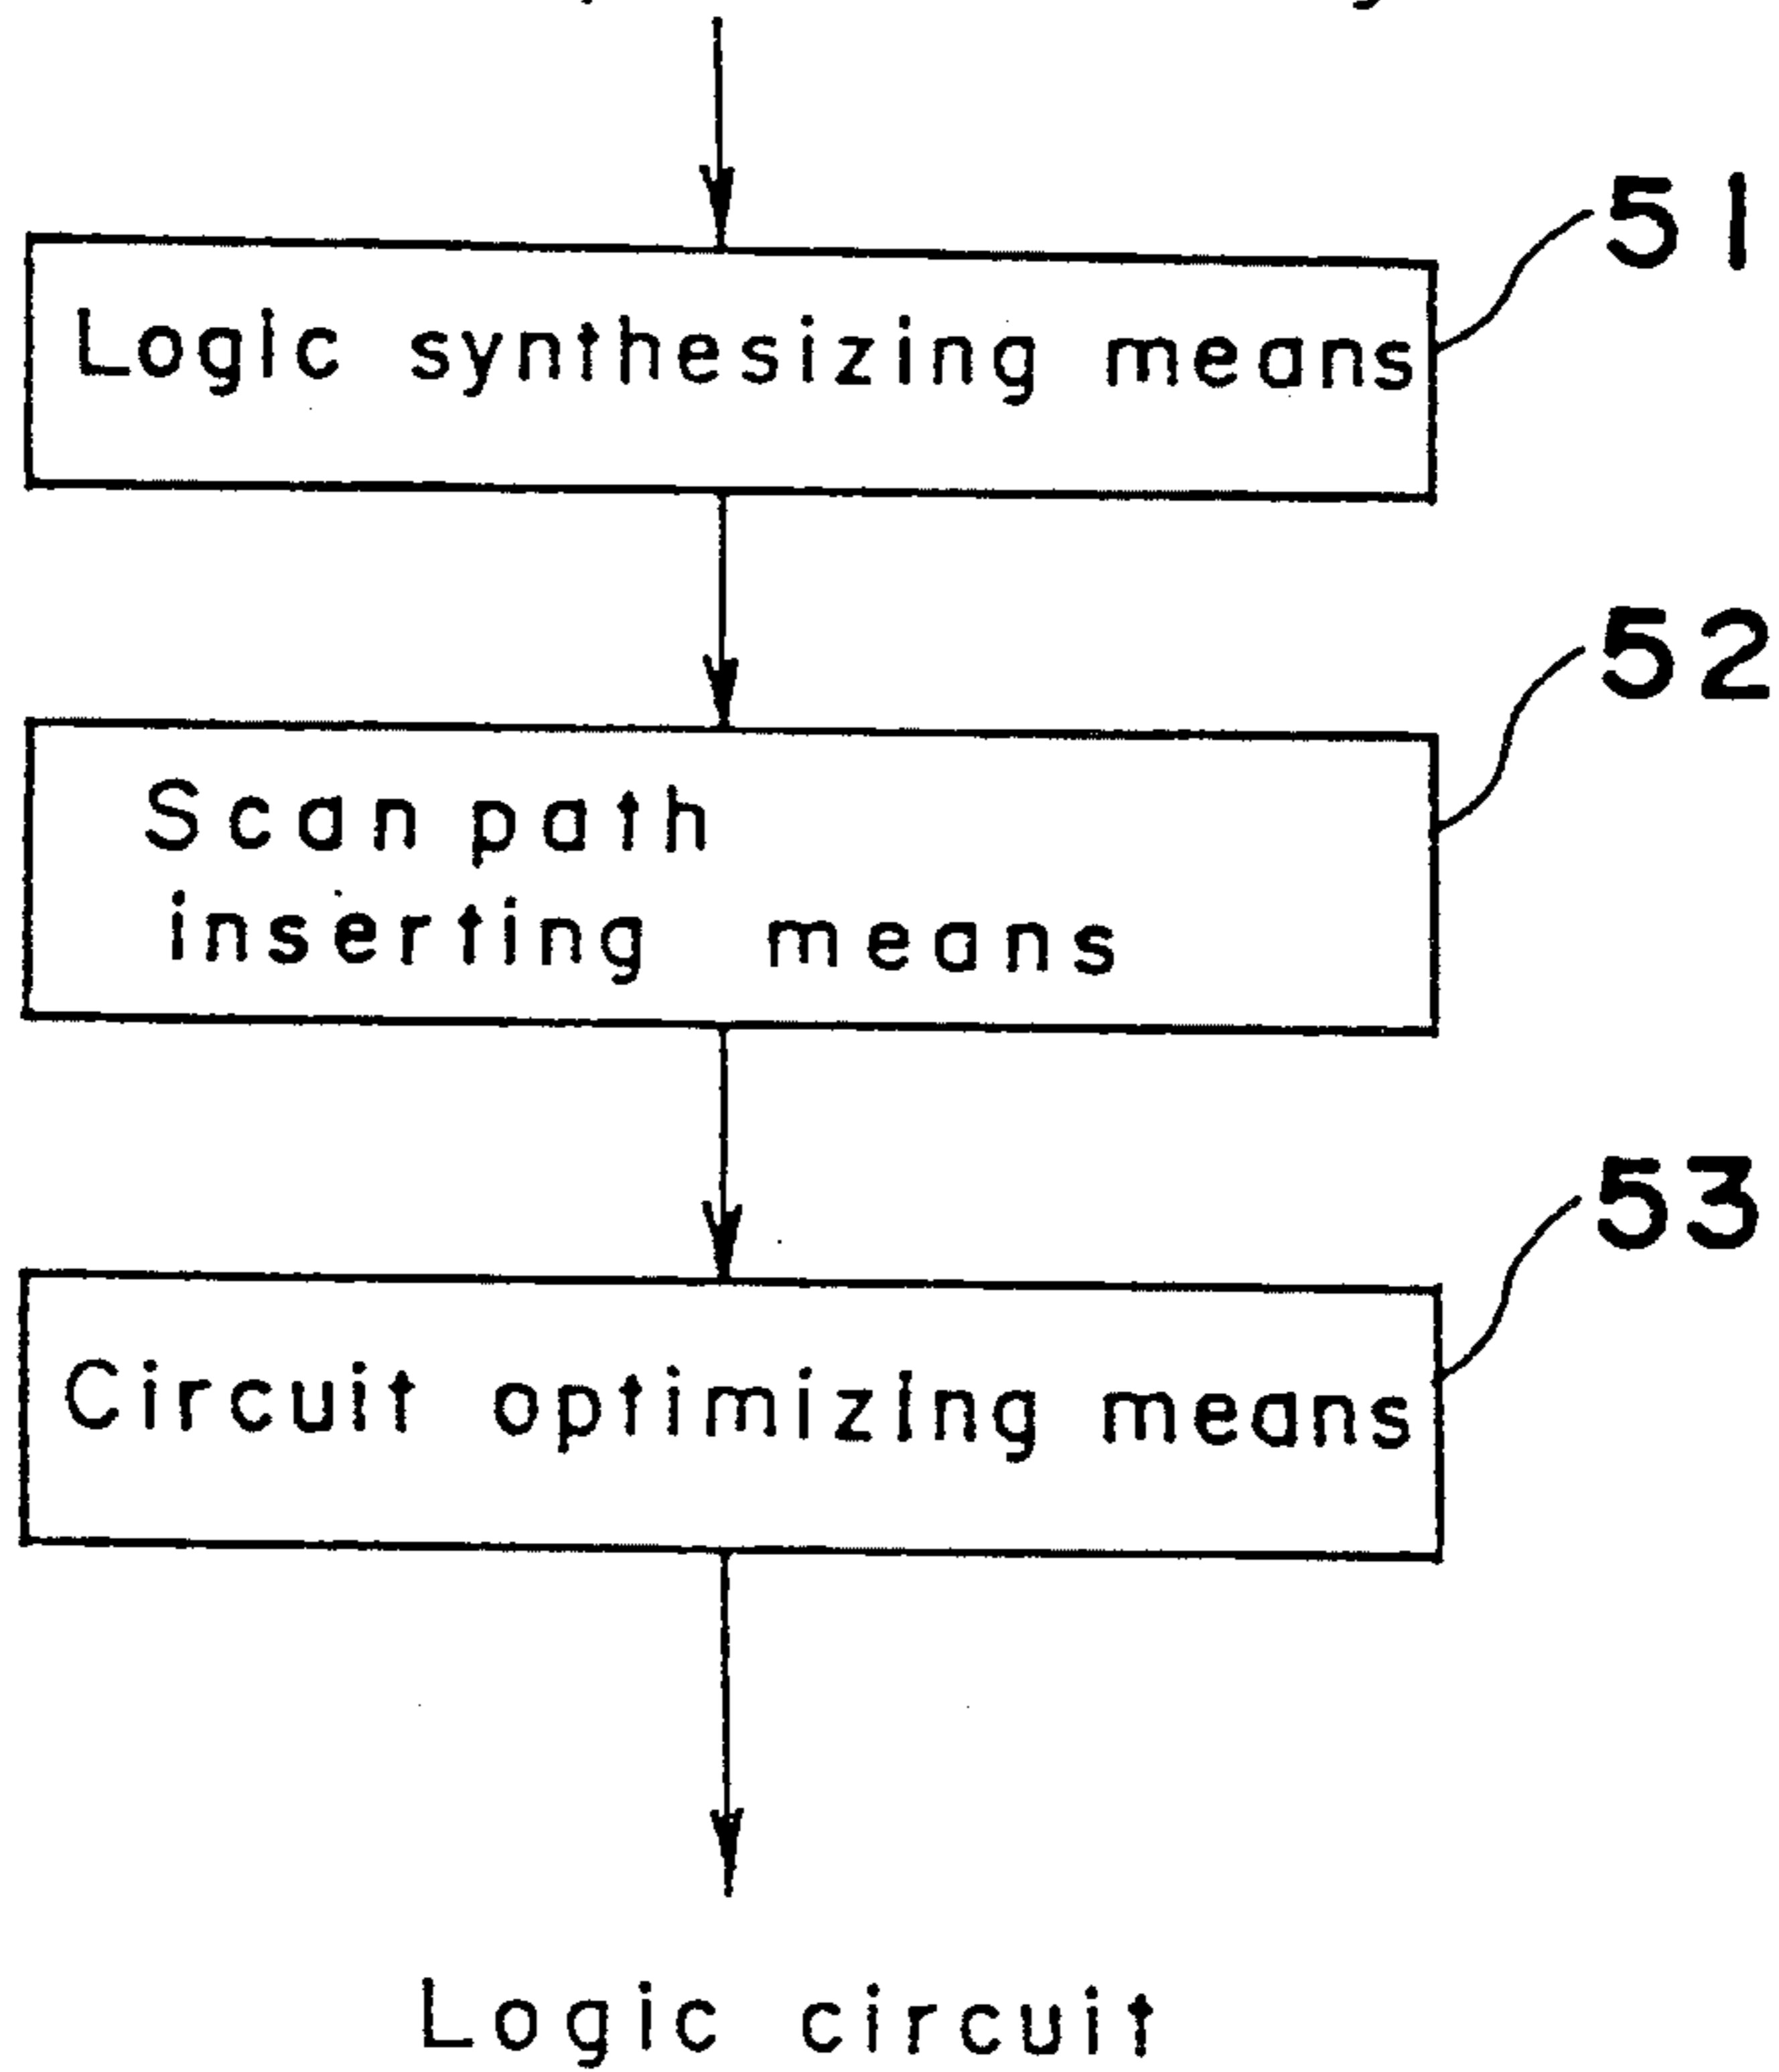 51
Logic synthesizing means
52
Scan path
inserting means
53
Circuit optimizing means
Logic circuit